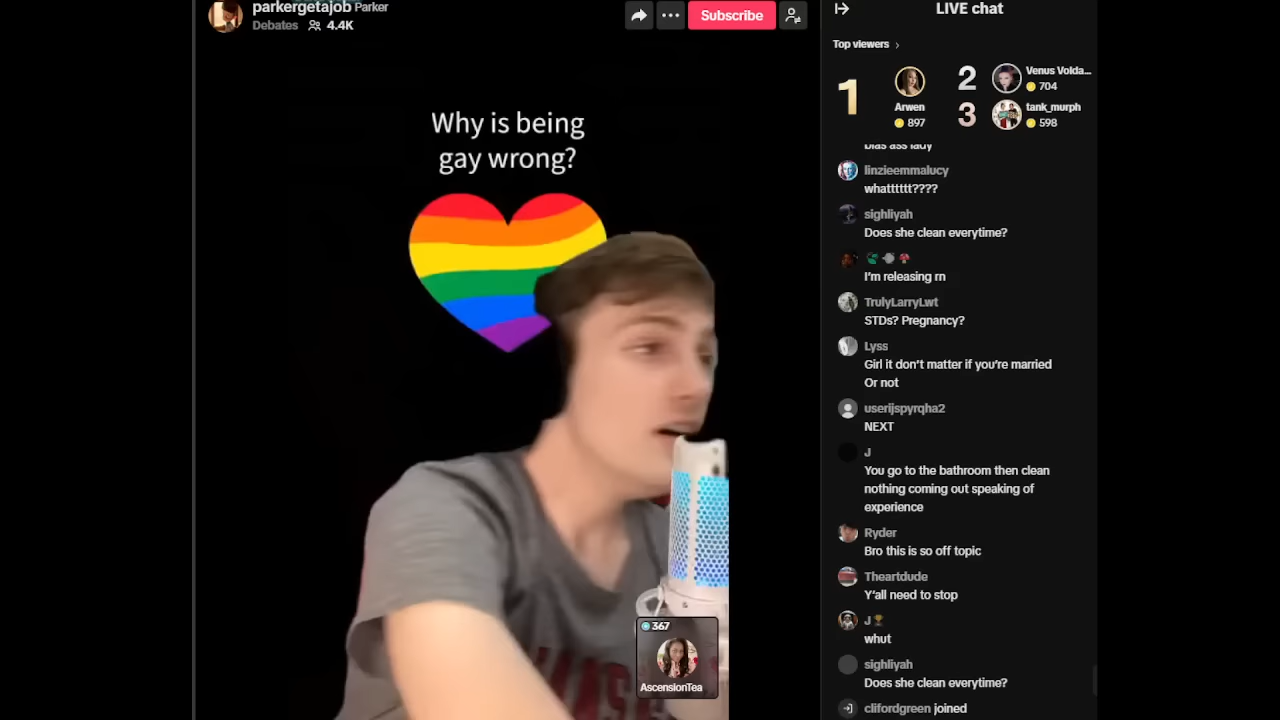 parkergetajob Parker
Debates 4.4K
Subscribe
LIVE chat
Top viewers
1
Arwen
897
2
Venus Volda...
704
3
tank_murph
598
Why is being
gay wrong?
bias ass lady
linzieemmalucy
whatttttt????
sighliyah
Does she clean everytime?
I'm releasing rn
TrulyLarryLwt
STDs? Pregnancy?
Lyss
Girl it don't matter if you're married
Or not
userijspyrqha2
NEXT
J
You go to the bathroom then clean
nothing coming out speaking of
experience
Ryder
Bro this is so off topic
Theartdude
Y'all need to stop
J
whut
sighliyah
Does she clean everytime?
clifordgreen joined
367
AscensionTea